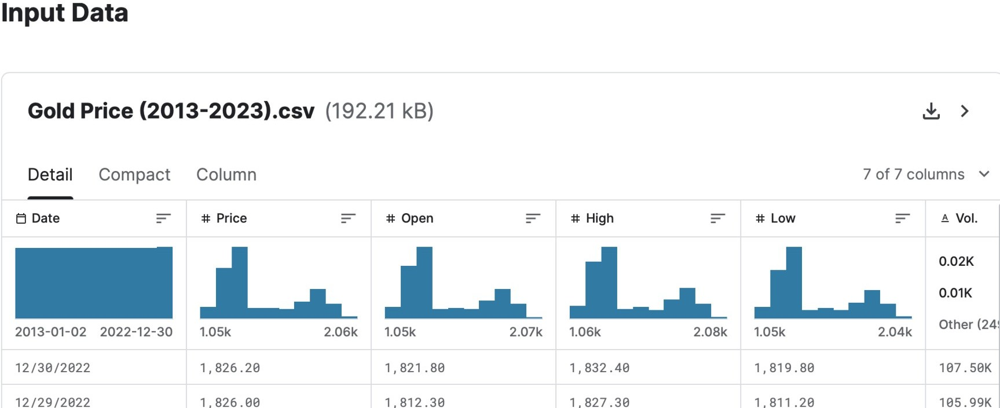 Input Data
Gold Price (2013-2023).csv (192.21 kB)
Detail Compact Column 7 of 7 columns
Date # Price # Open # High # Low A Vol.
0.02K
0.01K
2013-01-02 2022-12-30 1.05k 2.06k 1.05k 2.07k 1.06k 2.08k 1.05k 2.04k Other
12/30/2022 1,826.20 1,821.80 1,832.40 1,819.80 107.50K
12/29/2022 1,826.00 1,812.30 1,827.30 1,811.20 105.99K